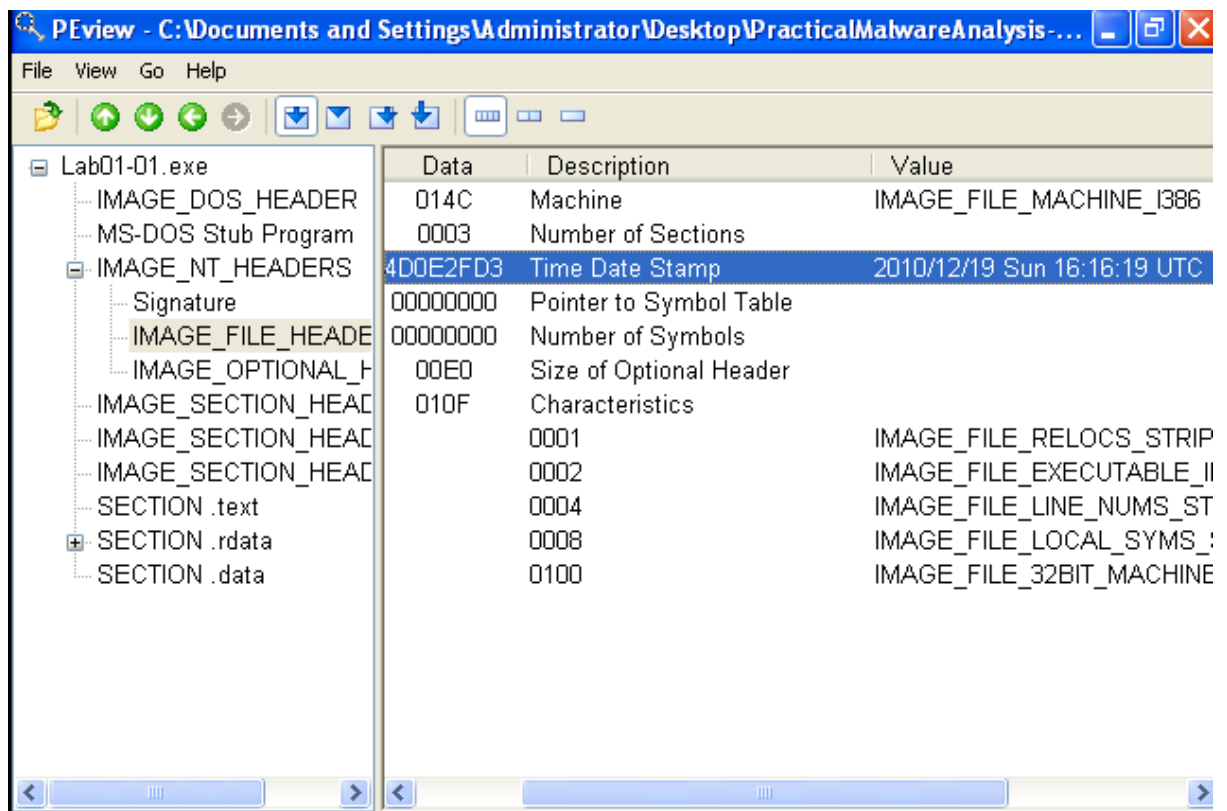 PEview - C:\Documents and Settings\Administrator\Desktop\PracticalMalwareAnalysis-...
File View Go Help
Lab01-01.exe
IMAGE_DOS_HEADER
MS-DOS Stub Program
IMAGE_NT_HEADERS
Signature
IMAGE_FILE_HEADE
IMAGE_OPTIONAL_H
IMAGE_SECTION_HEAD
IMAGE_SECTION_HEAD
IMAGE_SECTION_HEAD
SECTION .text
SECTION .rdata
SECTION .data
Data Description Value
014C Machine IMAGE_FILE_MACHINE_I386
0003 Number of Sections
4D0E2FD3 Time Date Stamp 2010/12/19 Sun 16:16:19 UTC
00000000 Pointer to Symbol Table
00000000 Number of Symbols
00E0 Size of Optional Header
010F Characteristics
0001 IMAGE_FILE_RELOCS_STRIP
0002 IMAGE_FILE_EXECUTABLE_I
0004 IMAGE_FILE_LINE_NUMS_ST
0008 IMAGE_FILE_LOCAL_SYMS_
0100 IMAGE_FILE_32BIT_MACHINE